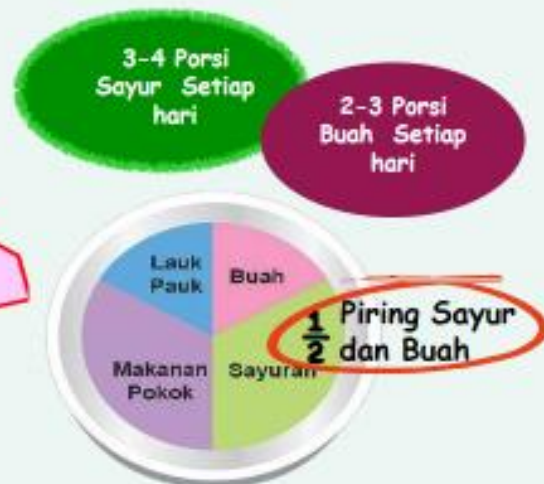 3-4 Porsi
Sayur Setiap
hari
2-3 Porsi
Buah Setiap
hari
Lauk
Pauk
Buah
Makanan
Pokok
Sayuran
1/2 Piring Sayur
dan Buah